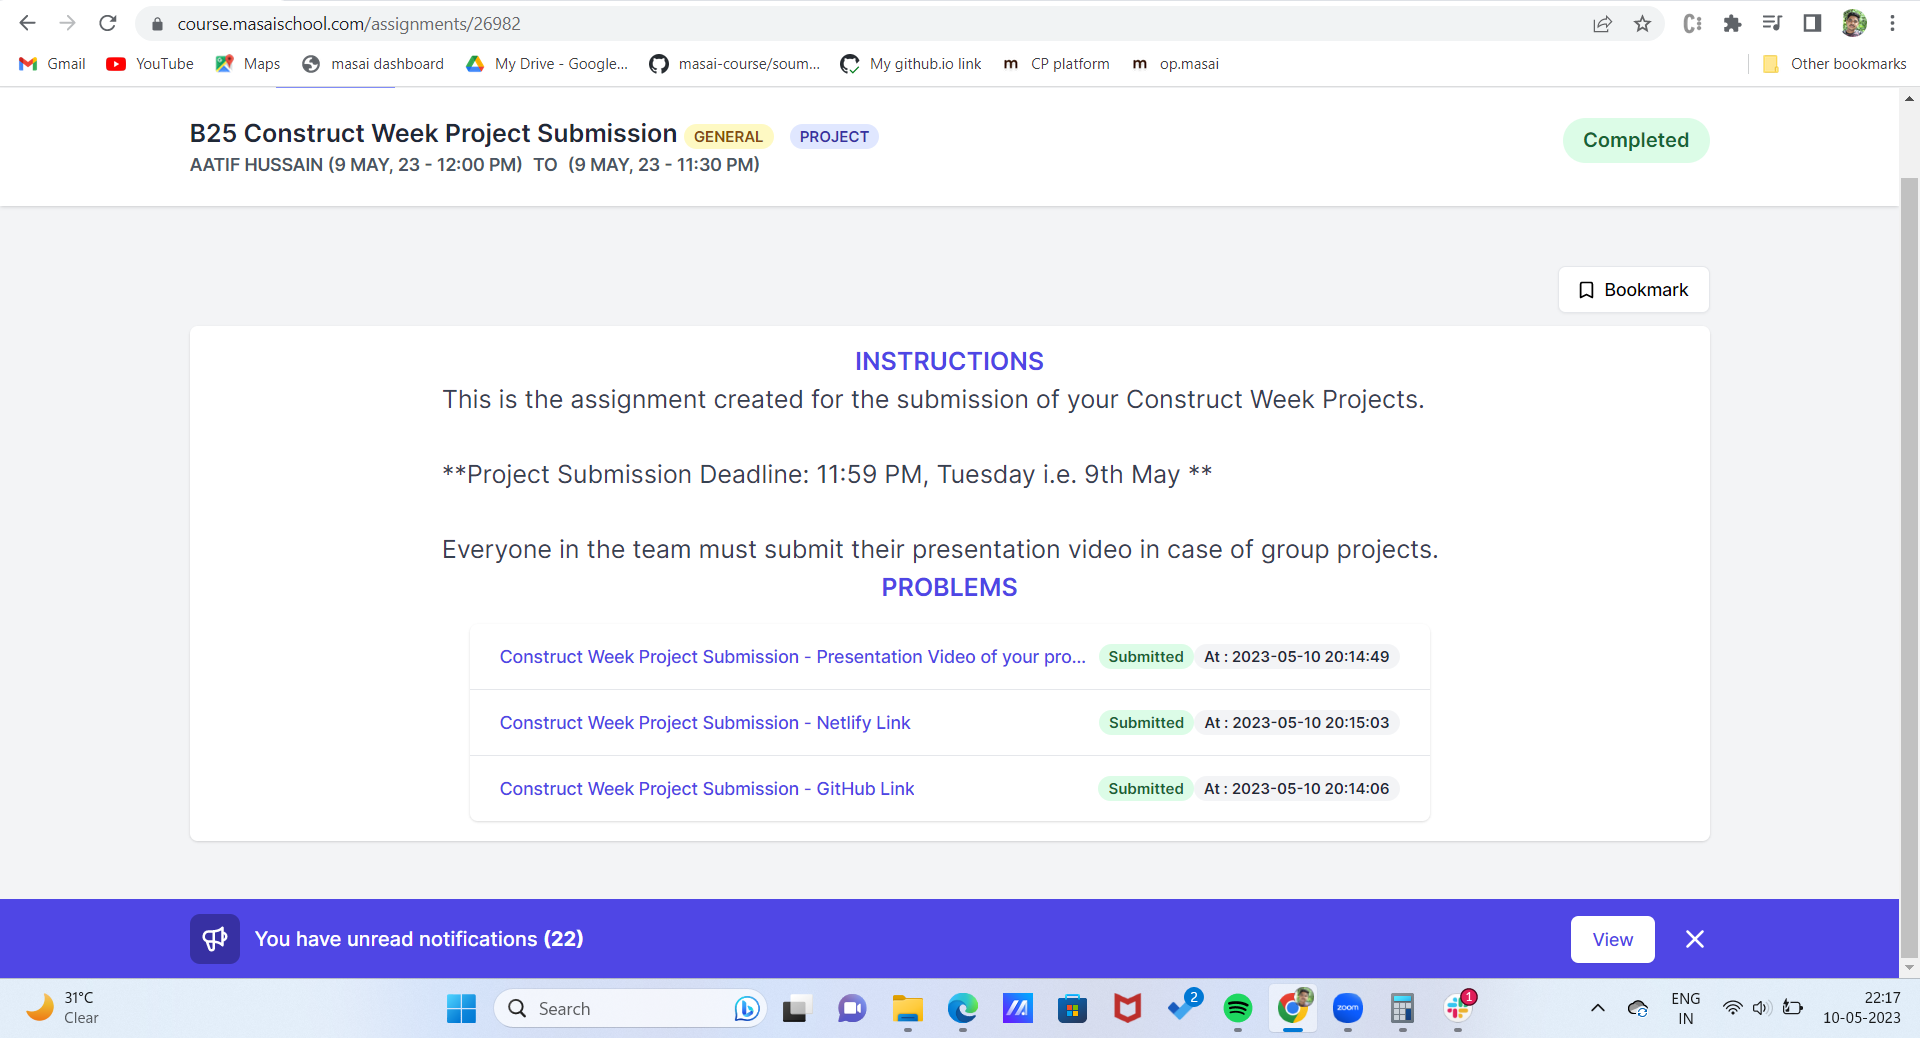 course.masaischool.com/assignments/26982
Gmail YouTube Maps masai dashboard My Drive - Google... masai-course/soum... My github.io link m CP platform m op.masai Other bookmarks
B25 Construct Week Project Submission GENERAL PROJECT
Completed
AATIF HUSSAIN (9 MAY, 23 - 12:00 PM) TO (9 MAY, 23 - 11:30 PM)
Bookmark
INSTRUCTIONS
This is the assignment created for the submission of your Construct Week Projects.
**Project Submission Deadline: 11:59 PM, Tuesday i.e. 9th May **
Everyone in the team must submit their presentation video in case of group projects.
PROBLEMS
Construct Week Project Submission - Presentation Video of your pro... Submitted At : 2023-05-10 20:14:49
Construct Week Project Submission - Netlify Link Submitted At : 2023-05-10 20:15:03
Construct Week Project Submission - GitHub Link Submitted At : 2023-05-10 20:14:06
You have unread notifications (22) View
31°C
Clear
Search
2
zoom
1
ENG
IN
22:17
10-05-2023